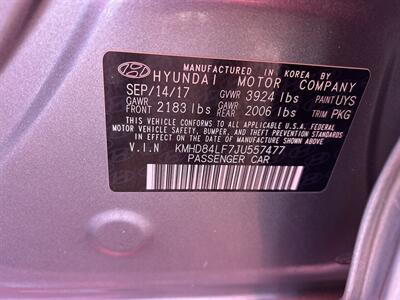 MANUFACTURED IN KOREA BY
HYUNDAI MOTOR COMPANY
SEP/14/17 GVWR 3924 lbs PAINT UYS
GAWR FRONT 2183 lbs GAWR REAR 2006 lbs TRIM PKG
THIS VEHICLE CONFORMS TO ALL APPLICABLE U.S.A. FEDERAL
MOTOR VEHICLE SAFETY, BUMPER, AND THEFT PREVENTION STANDARDS
IN EFFECT ON THE DATE OF MANUFACTURE SHOWN ABOVE.
V.I.N KMHD84LF7JU557477
PASSENGER CAR